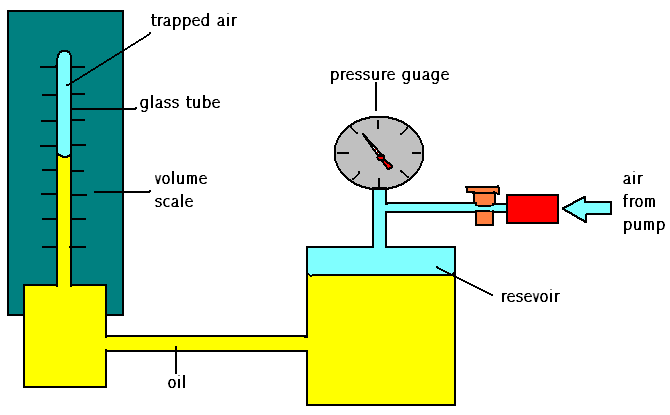 trapped air
pressure guage
glass tube
volume
scale
air
from
pump
resevoir
oil